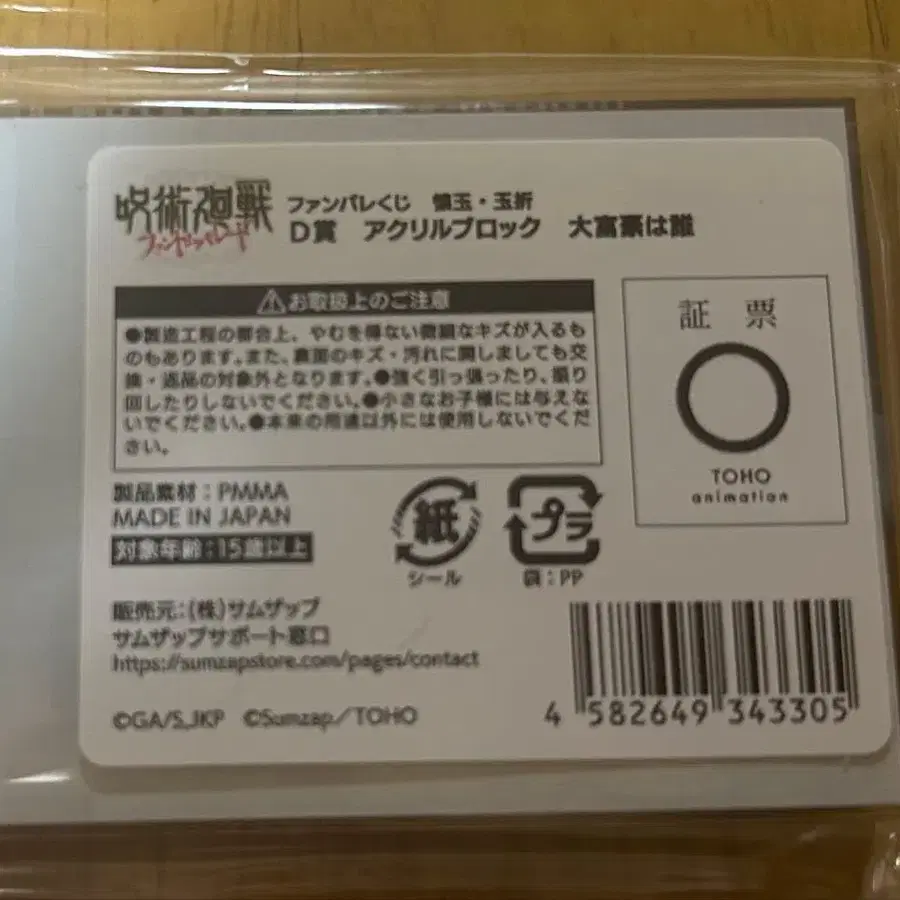 呪術廻戦
ファントムパレード
ファンパレくじ　懐玉・玉折
D賞　アクリルブロック　大富豪は誰
⚠お取扱上のご注意
●製造工程の都合上、やむを得ない微細なキズが入るも
のもあります。また、裏面のキズ・汚れに関しましても交
換・返品の対象外となります。●強く引っ張ったり、振り
回したりしないでください。●小さなお子様には与えな
いでください。●本来の用途以外には使用しないでくだ
さい。
証 票
TOHO
animation
製品素材：PMMA
MADE IN JAPAN
対象年齢：15歳以上
紙
シール
プラ
袋：PP
販売元：(株)サムザップ
サムザップサポート窓口
https://sumzapstore.com/pages/contact
©GA/S,JKP　©Sumzap／TOHO
4 582649 343305